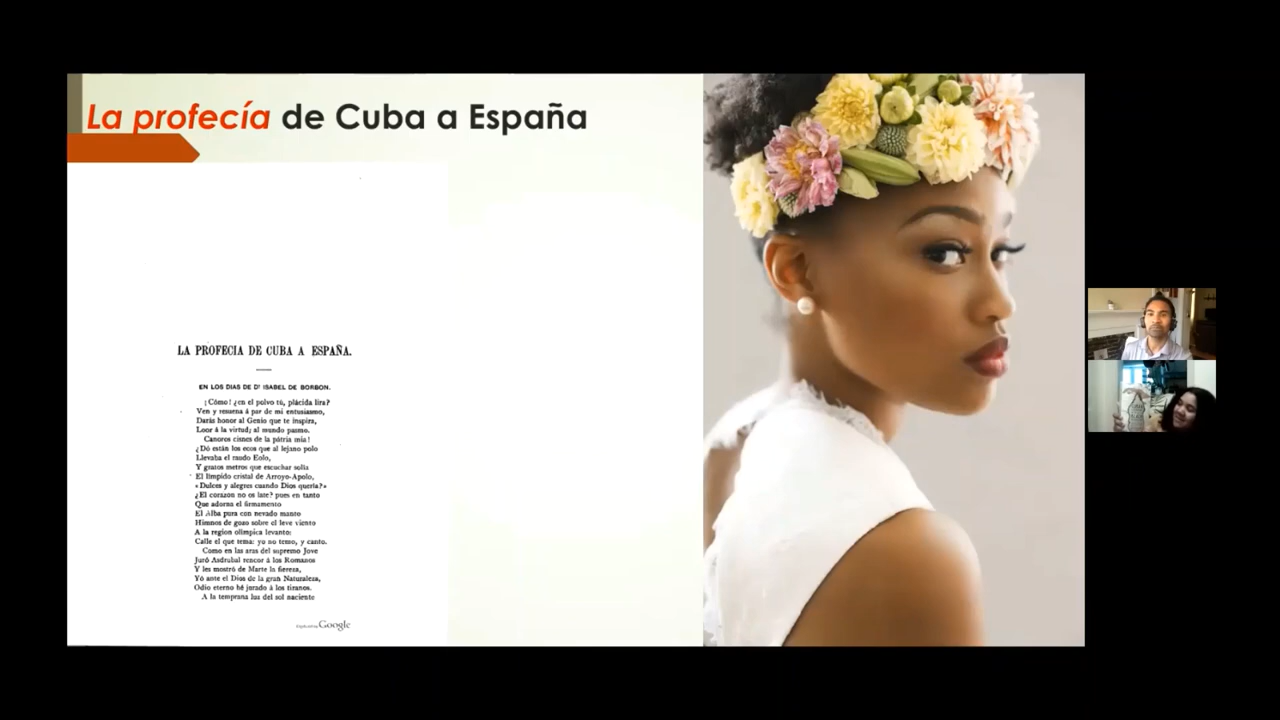 La profecía de Cuba a España
LA PROFECIA DE CUBA A ESPAÑA.
EN LOS DIAS DE Dª ISABEL DE BORBON.
¡Cómo! ¿en el polvo tú, plácida lira?
Ven y resuena á par de mi entusiasmo,
Darás honor al Genio que te inspira,
Loor á la virtud; al mundo pasmo.
Canoros cisnes de la pátria mia!
¿Dó están los ecos que al lejano polo
Llevaba el raudo Eolo,
Y gratos metros que escuchar solia
El límpido cristal de Arroyo-Apolo,
«Dulces y alegres cuando Dios queria?»
¿El corazon no os late? pues en tanto
Que adorna el firmamento
El Alba pura con nevado manto
Himnos de gozo sobre el leve viento
A la region olímpica levanto:
Calle el que tema: yo no temo, y canto.
Como en las aras del supremo Jove
Juró Asdrubal rencor á los Romanos
Y les mostró de Marte la fiereza,
Yó ante el Dios de la gran Naturaleza,
Odio eterno hé jurado á los tiranos.
A la temprana luz del sol naciente
Google